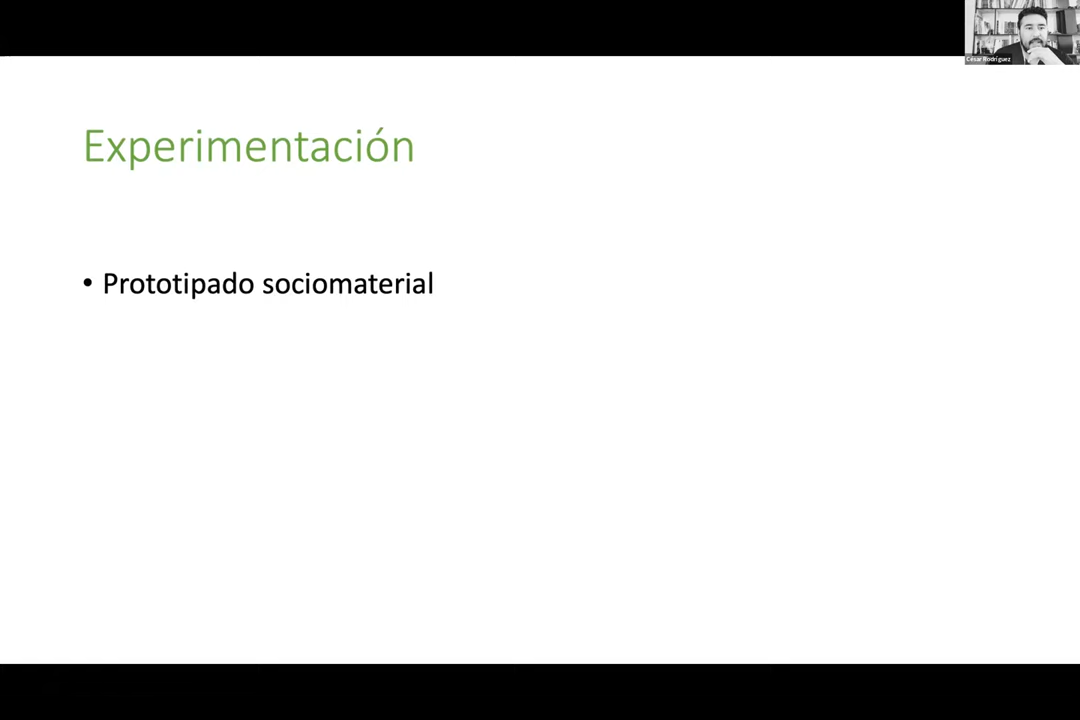 César Rodríguez
Experimentación
• Prototipado sociomaterial